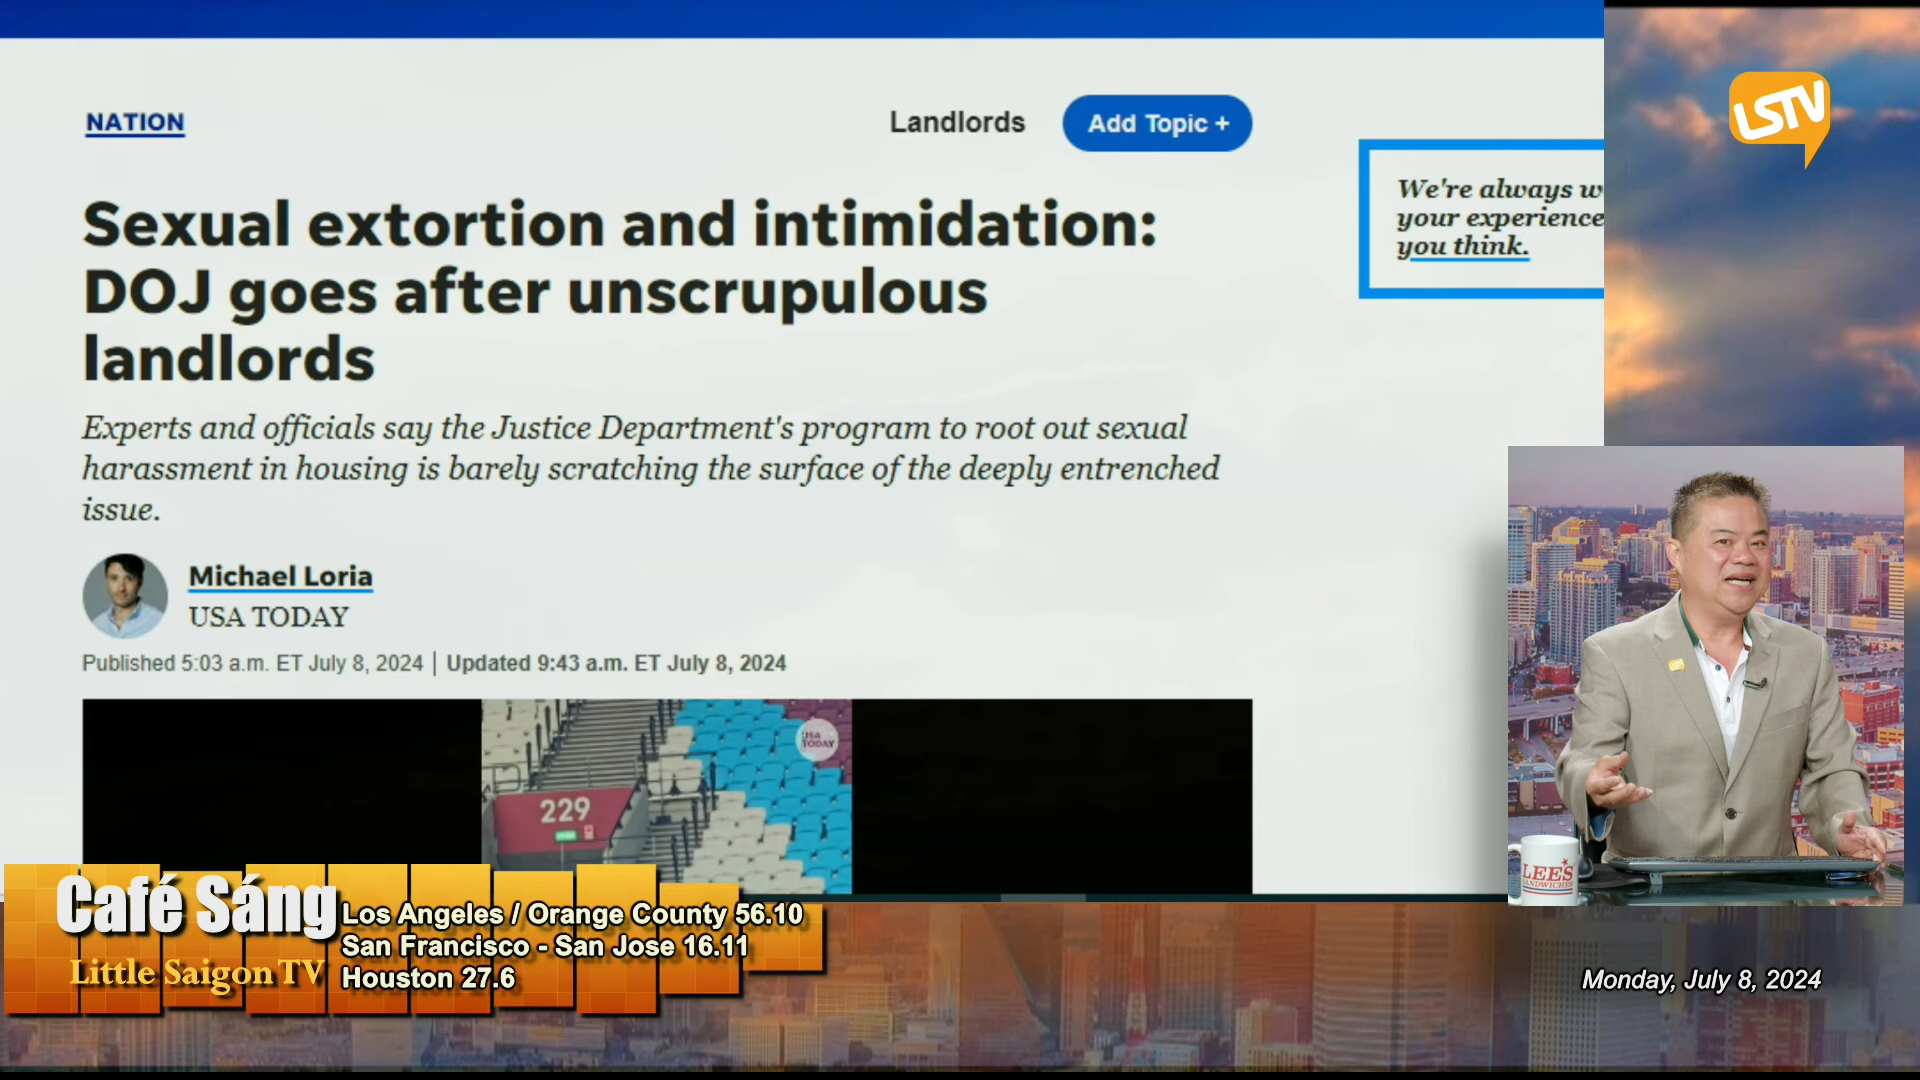 NATION
Landlords
Add Topic +
Sexual extortion and intimidation:
DOJ goes after unscrupulous
landlords
Experts and officials say the Justice Department's program to root out sexual
harassment in housing is barely scratching the surface of the deeply entrenched
issue.
Michael Loria
USA TODAY
Published 5:03 a.m. ET July 8, 2024 | Updated 9:43 a.m. ET July 8, 2024
We're always w
your experience
you think.
LSTV
USA
TODAY
229
LEE'S
SANDWICHES
Café Sáng
Little Saigon TV
Los Angeles / Orange County 56.10
San Francisco - San Jose 16.11
Houston 27.6
Monday, July 8, 2024